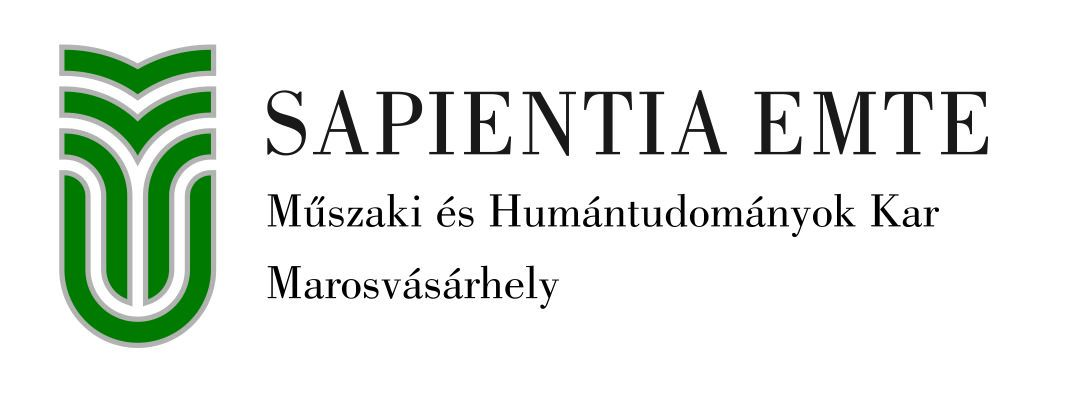 SAPIENTIA EMTE
Műszaki és Humántudományok Kar
Marosvásárhely